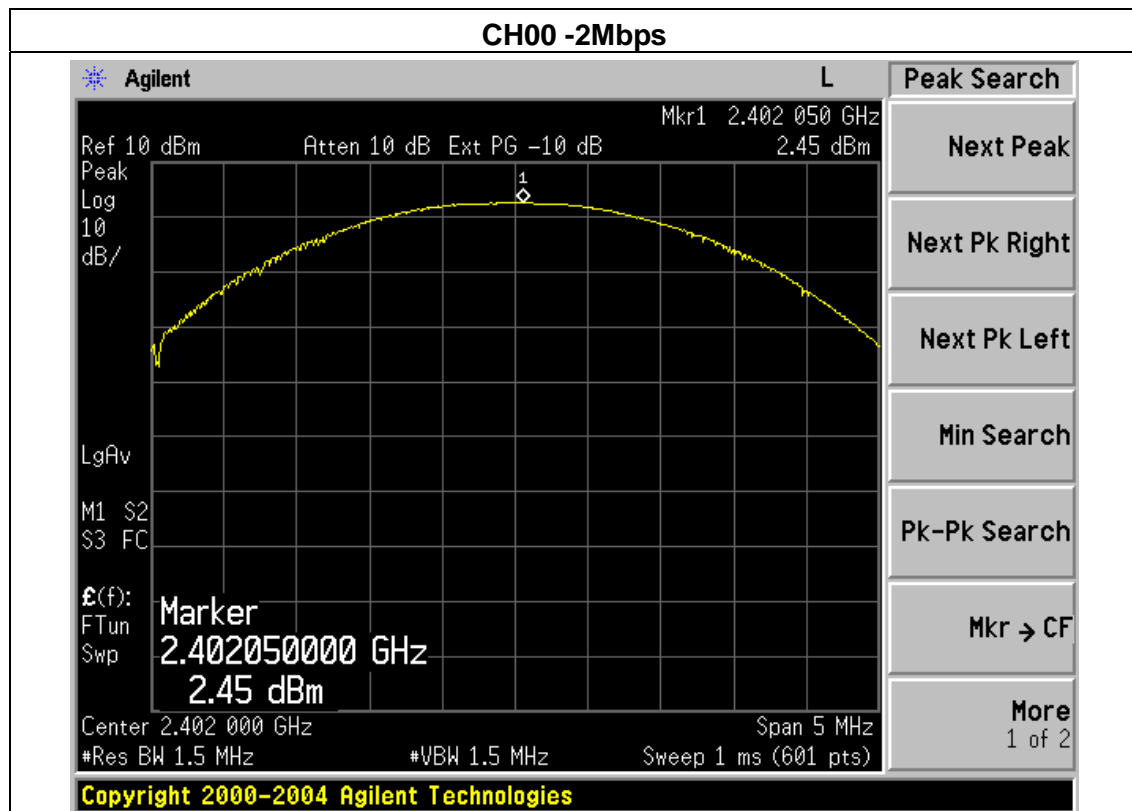 CH00 -2Mbps
Agilent L Peak Search
Mkr1 2.402 050 GHz
Ref 10 dBm Atten 10 dB Ext PG -10 dB 2.45 dBm
Peak
Log
10
dB/
1
LgAv
M1 S2
S3 FC
£(f):
FTun
Swp
Marker
2.402050000 GHz
2.45 dBm
Center 2.402 000 GHz Span 5 MHz
#Res BW 1.5 MHz #VBW 1.5 MHz Sweep 1 ms (601 pts)
Copyright 2000-2004 Agilent Technologies
Next Peak
Next Pk Right
Next Pk Left
Min Search
Pk-Pk Search
Mkr → CF
More
1 of 2